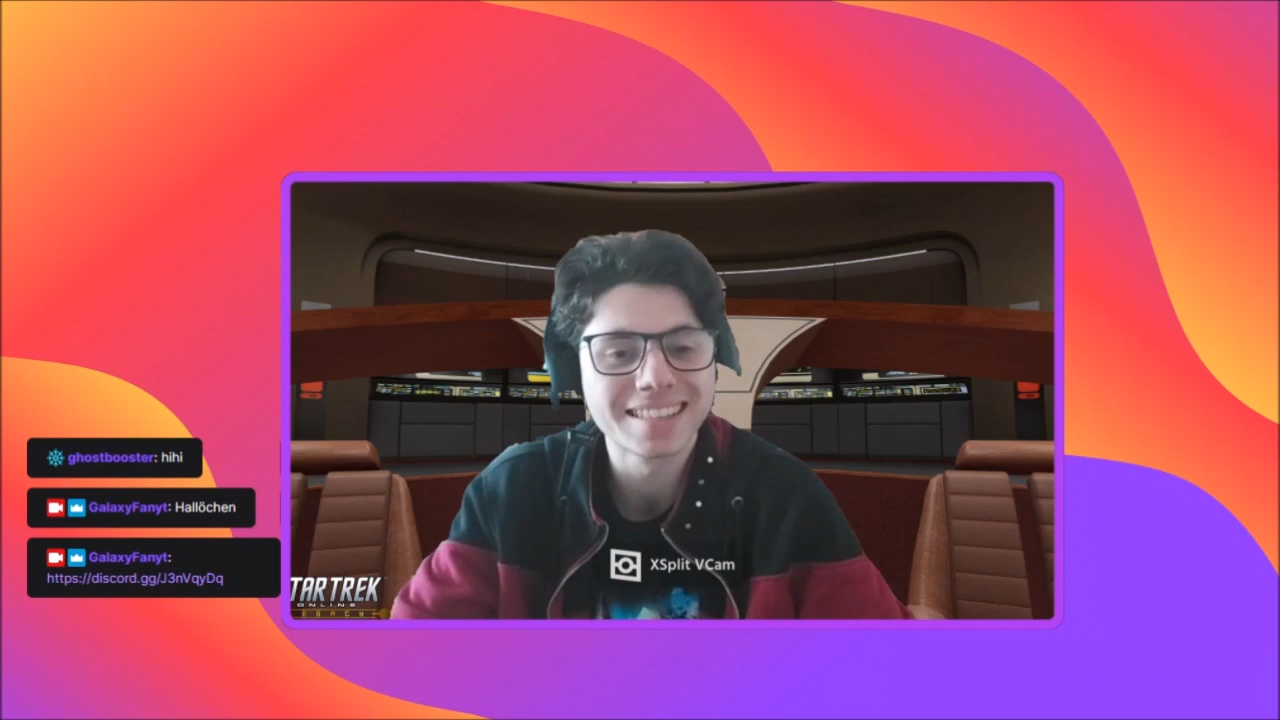 ghostbooster: hihi
GalaxyFanyt: Hallöchen
GalaxyFanyt:
https://discord.gg/J3nVqyDq
XSplit VCam
TAR TREK
ONLINE